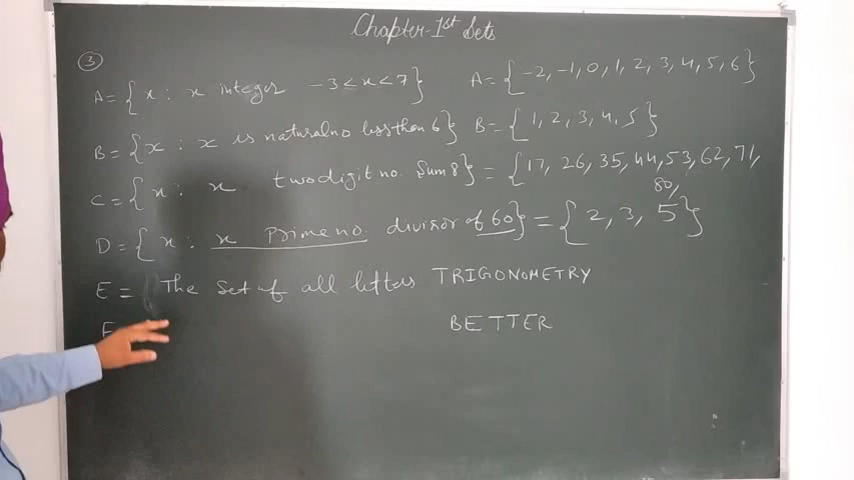 Chapter-1st Sets
3
A = { x : x integer -3 < x < 7 } A = { -2, -1, 0, 1, 2, 3, 4, 5, 6 }
B = { x : x is natural no less then 6 } B = { 1, 2, 3, 4, 5 }
C = { x : x two digit no. Sum 8 } = { 17, 26, 35, 44, 53, 62, 71,
80,
D = { x : x prime no. divisor of 60 } = { 2, 3, 5 }
E = The set of all letters TRIGONOMETRY
F BETTER